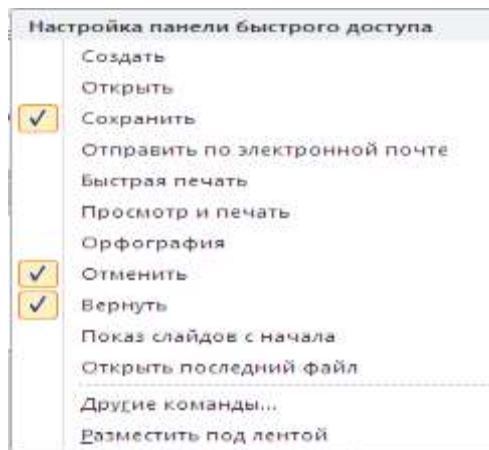 Настройка панели быстрого доступа
Создать
Открыть
Сохранить
Отправить по электронной почте
Быстрая печать
Просмотр и печать
Орфография
Отменить
Вернуть
Показ слайдов с начала
Открыть последний файл
Другие команды...
Разместить под лентой